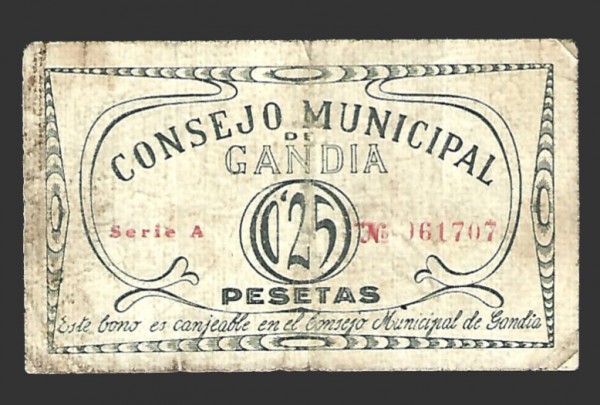 CONSEJO MUNICIPAL
DE
GANDIA
Serie A 0'25 Nº 061707
PESETAS
Este bono es canjeable en el Consejo Municipal de Gandia